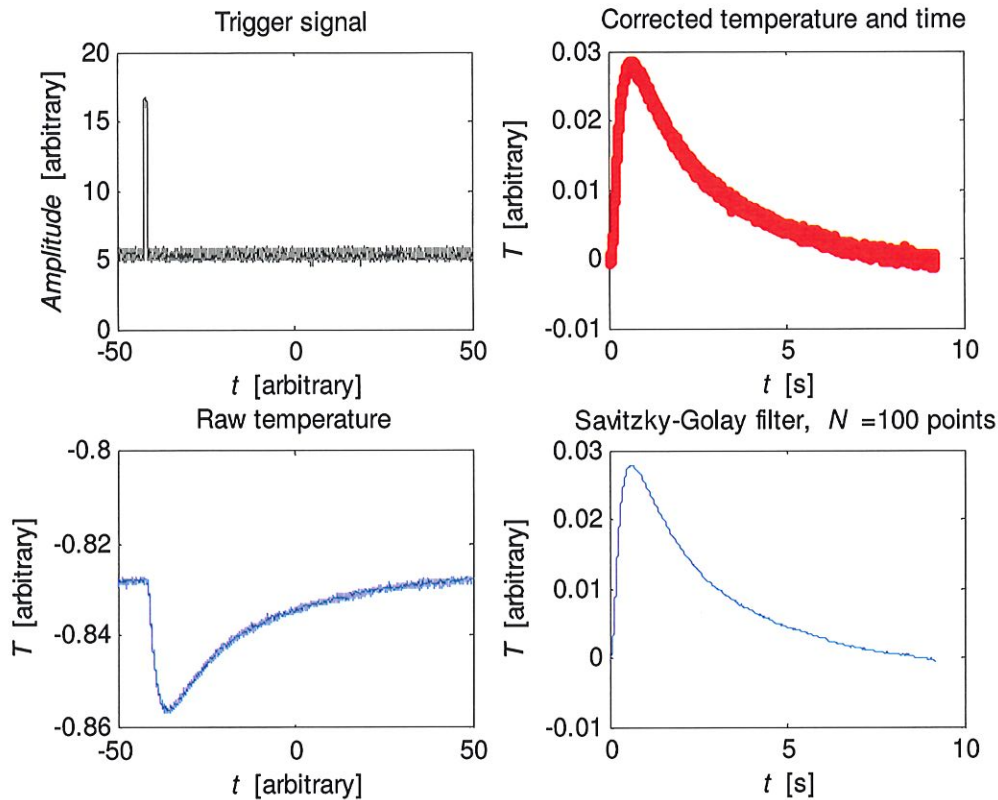 Trigger signal
20
15
10
5
0
-50
0
50
Amplitude [arbitrary]
t [arbitrary]
Corrected temperature and time
0.03
0.02
0.01
0
-0.01
0
5
10
T [arbitrary]
t [s]
Raw temperature
-0.8
-0.82
-0.84
-0.86
-50
0
50
T [arbitrary]
t [arbitrary]
Savitzky-Golay filter, N =100 points
0.03
0.02
0.01
0
-0.01
0
5
10
T [arbitrary]
t [s]